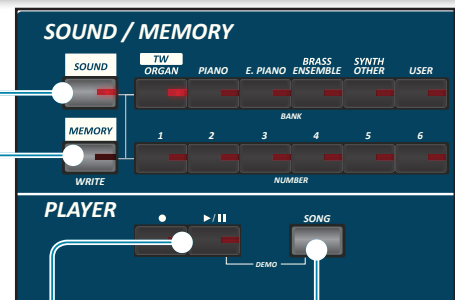 SOUND / MEMORY
SOUND
TW
ORGAN PIANO E. PIANO BRASS
ENSEMBLE SYNTH
OTHER USER
BANK
MEMORY
1 2 3 4 5 6
WRITE
NUMBER
PLAYER
● ▶/❚❚ SONG
DEMO